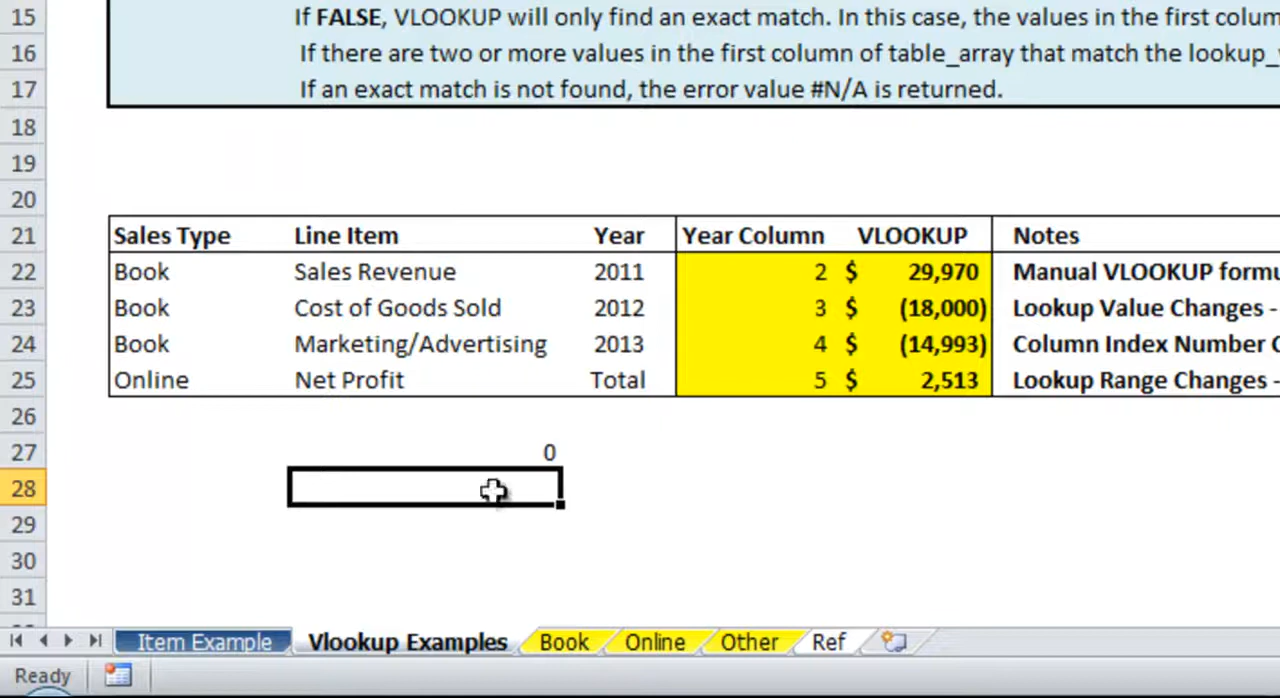 15 If FALSE, VLOOKUP will only find an exact match. In this case, the values in the first colum
16 If there are two or more values in the first column of table_array that match the lookup_
17 If an exact match is not found, the error value #N/A is returned.
18
19
20
21 Sales Type Line Item Year Year Column VLOOKUP Notes
22 Book Sales Revenue 2011 2 $ 29,970 Manual VLOOKUP formu
23 Book Cost of Goods Sold 2012 3 $ (18,000) Lookup Value Changes -
24 Book Marketing/Advertising 2013 4 $ (14,993) Column Index Number C
25 Online Net Profit Total 5 $ 2,513 Lookup Range Changes -
26
27 0
28
29
30
31
Item Example Vlookup Examples Book Online Other Ref
Ready